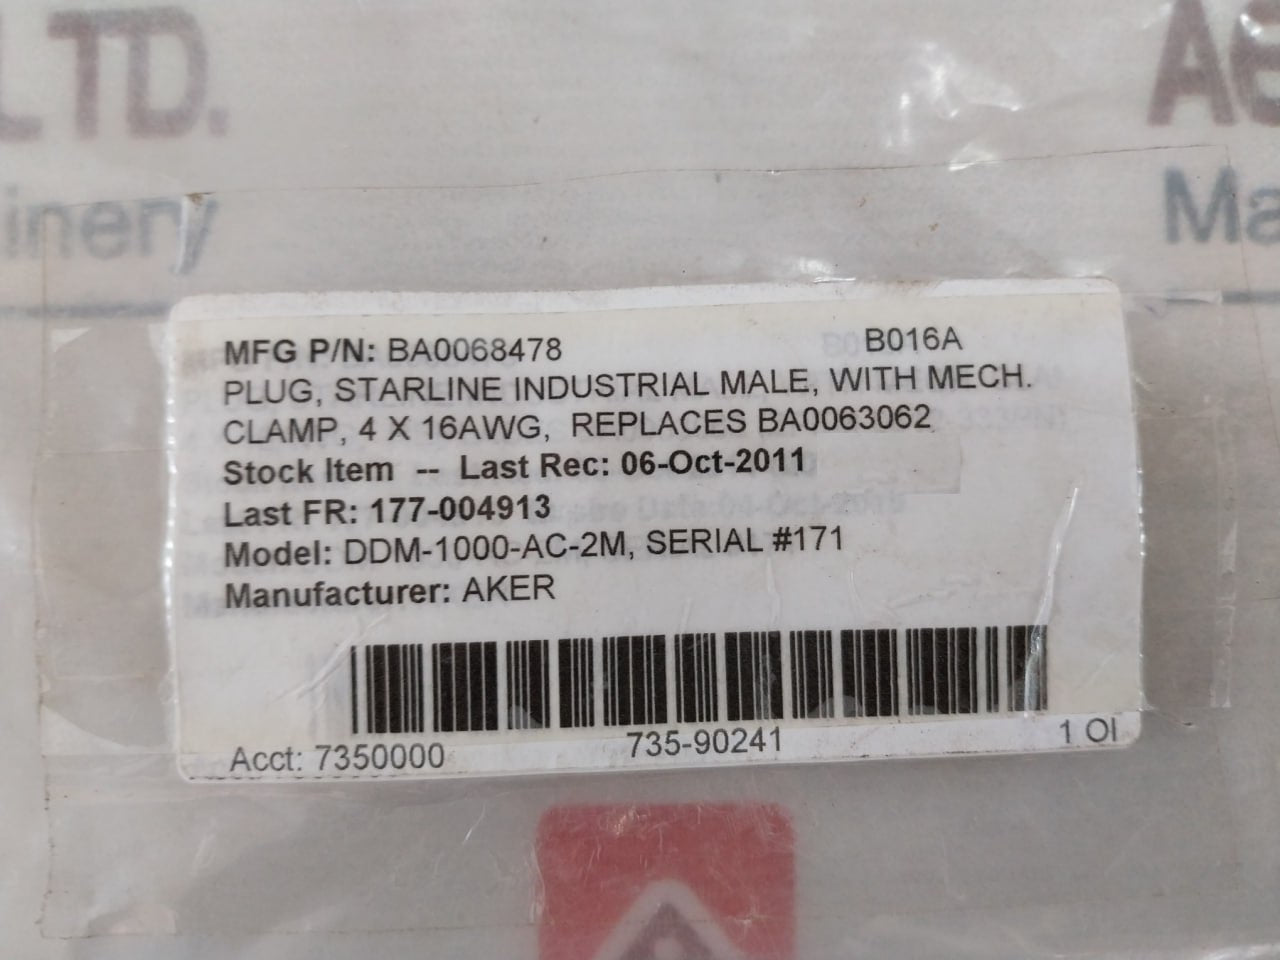 LTD.
inery
Ma
MFG P/N: BA0068478 B016A
PLUG, STARLINE INDUSTRIAL MALE, WITH MECH.
CLAMP, 4 X 16AWG, REPLACES BA0063062
Stock Item -- Last Rec: 06-Oct-2011
Last FR: 177-004913
Model: DDM-1000-AC-2M, SERIAL #171
Manufacturer: AKER
Acct: 7350000 735-90241 1 OI